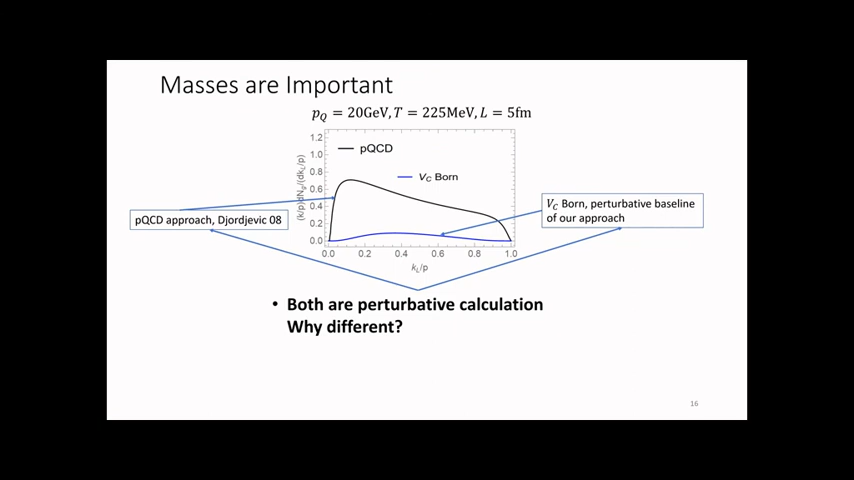 Masses are Important
p_Q = 20GeV, T = 225MeV, L = 5fm
pQCD
V_C Born
(k/p)dN_g/(dk_L/p)
1.2
1.0
0.8
0.6
0.4
0.2
0.0
0.0 0.2 0.4 0.6 0.8 1.0
k_L/p
pQCD approach, Djordjevic 08
V_C Born, perturbative baseline
of our approach
• Both are perturbative calculation
Why different?
16